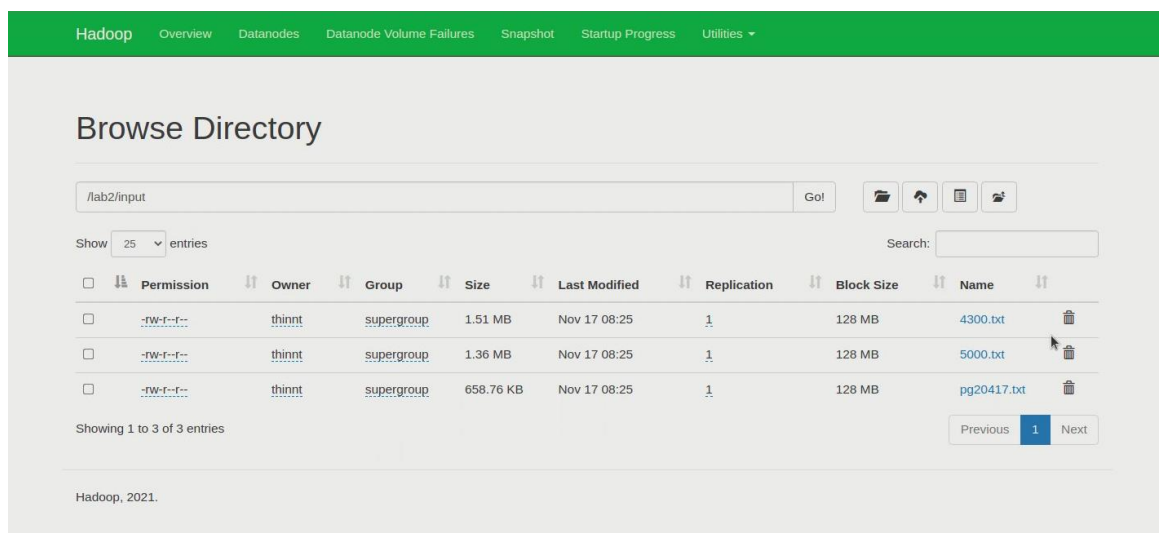 Hadoop Overview Datanodes Datanode Volume Failures Snapshot Startup Progress Utilities
Browse Directory
/lab2/input Go!
Show 25 entries Search:
Permission Owner Group Size Last Modified Replication Block Size Name
-rw-r--r-- thinnt supergroup 1.51 MB Nov 17 08:25 1 128 MB 4300.txt
-rw-r--r-- thinnt supergroup 1.36 MB Nov 17 08:25 1 128 MB 5000.txt
-rw-r--r-- thinnt supergroup 658.76 KB Nov 17 08:25 1 128 MB pg20417.txt
Showing 1 to 3 of 3 entries Previous 1 Next
Hadoop, 2021.